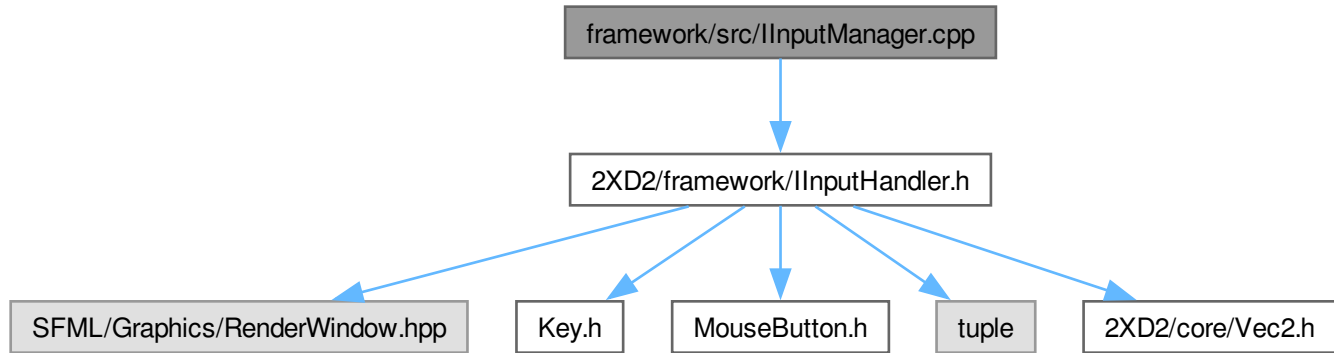 framework/src/IInputManager.cpp
2XD2/framework/IInputHandler.h
SFML/Graphics/RenderWindow.hpp
Key.h
MouseButton.h
tuple
2XD2/core/Vec2.h